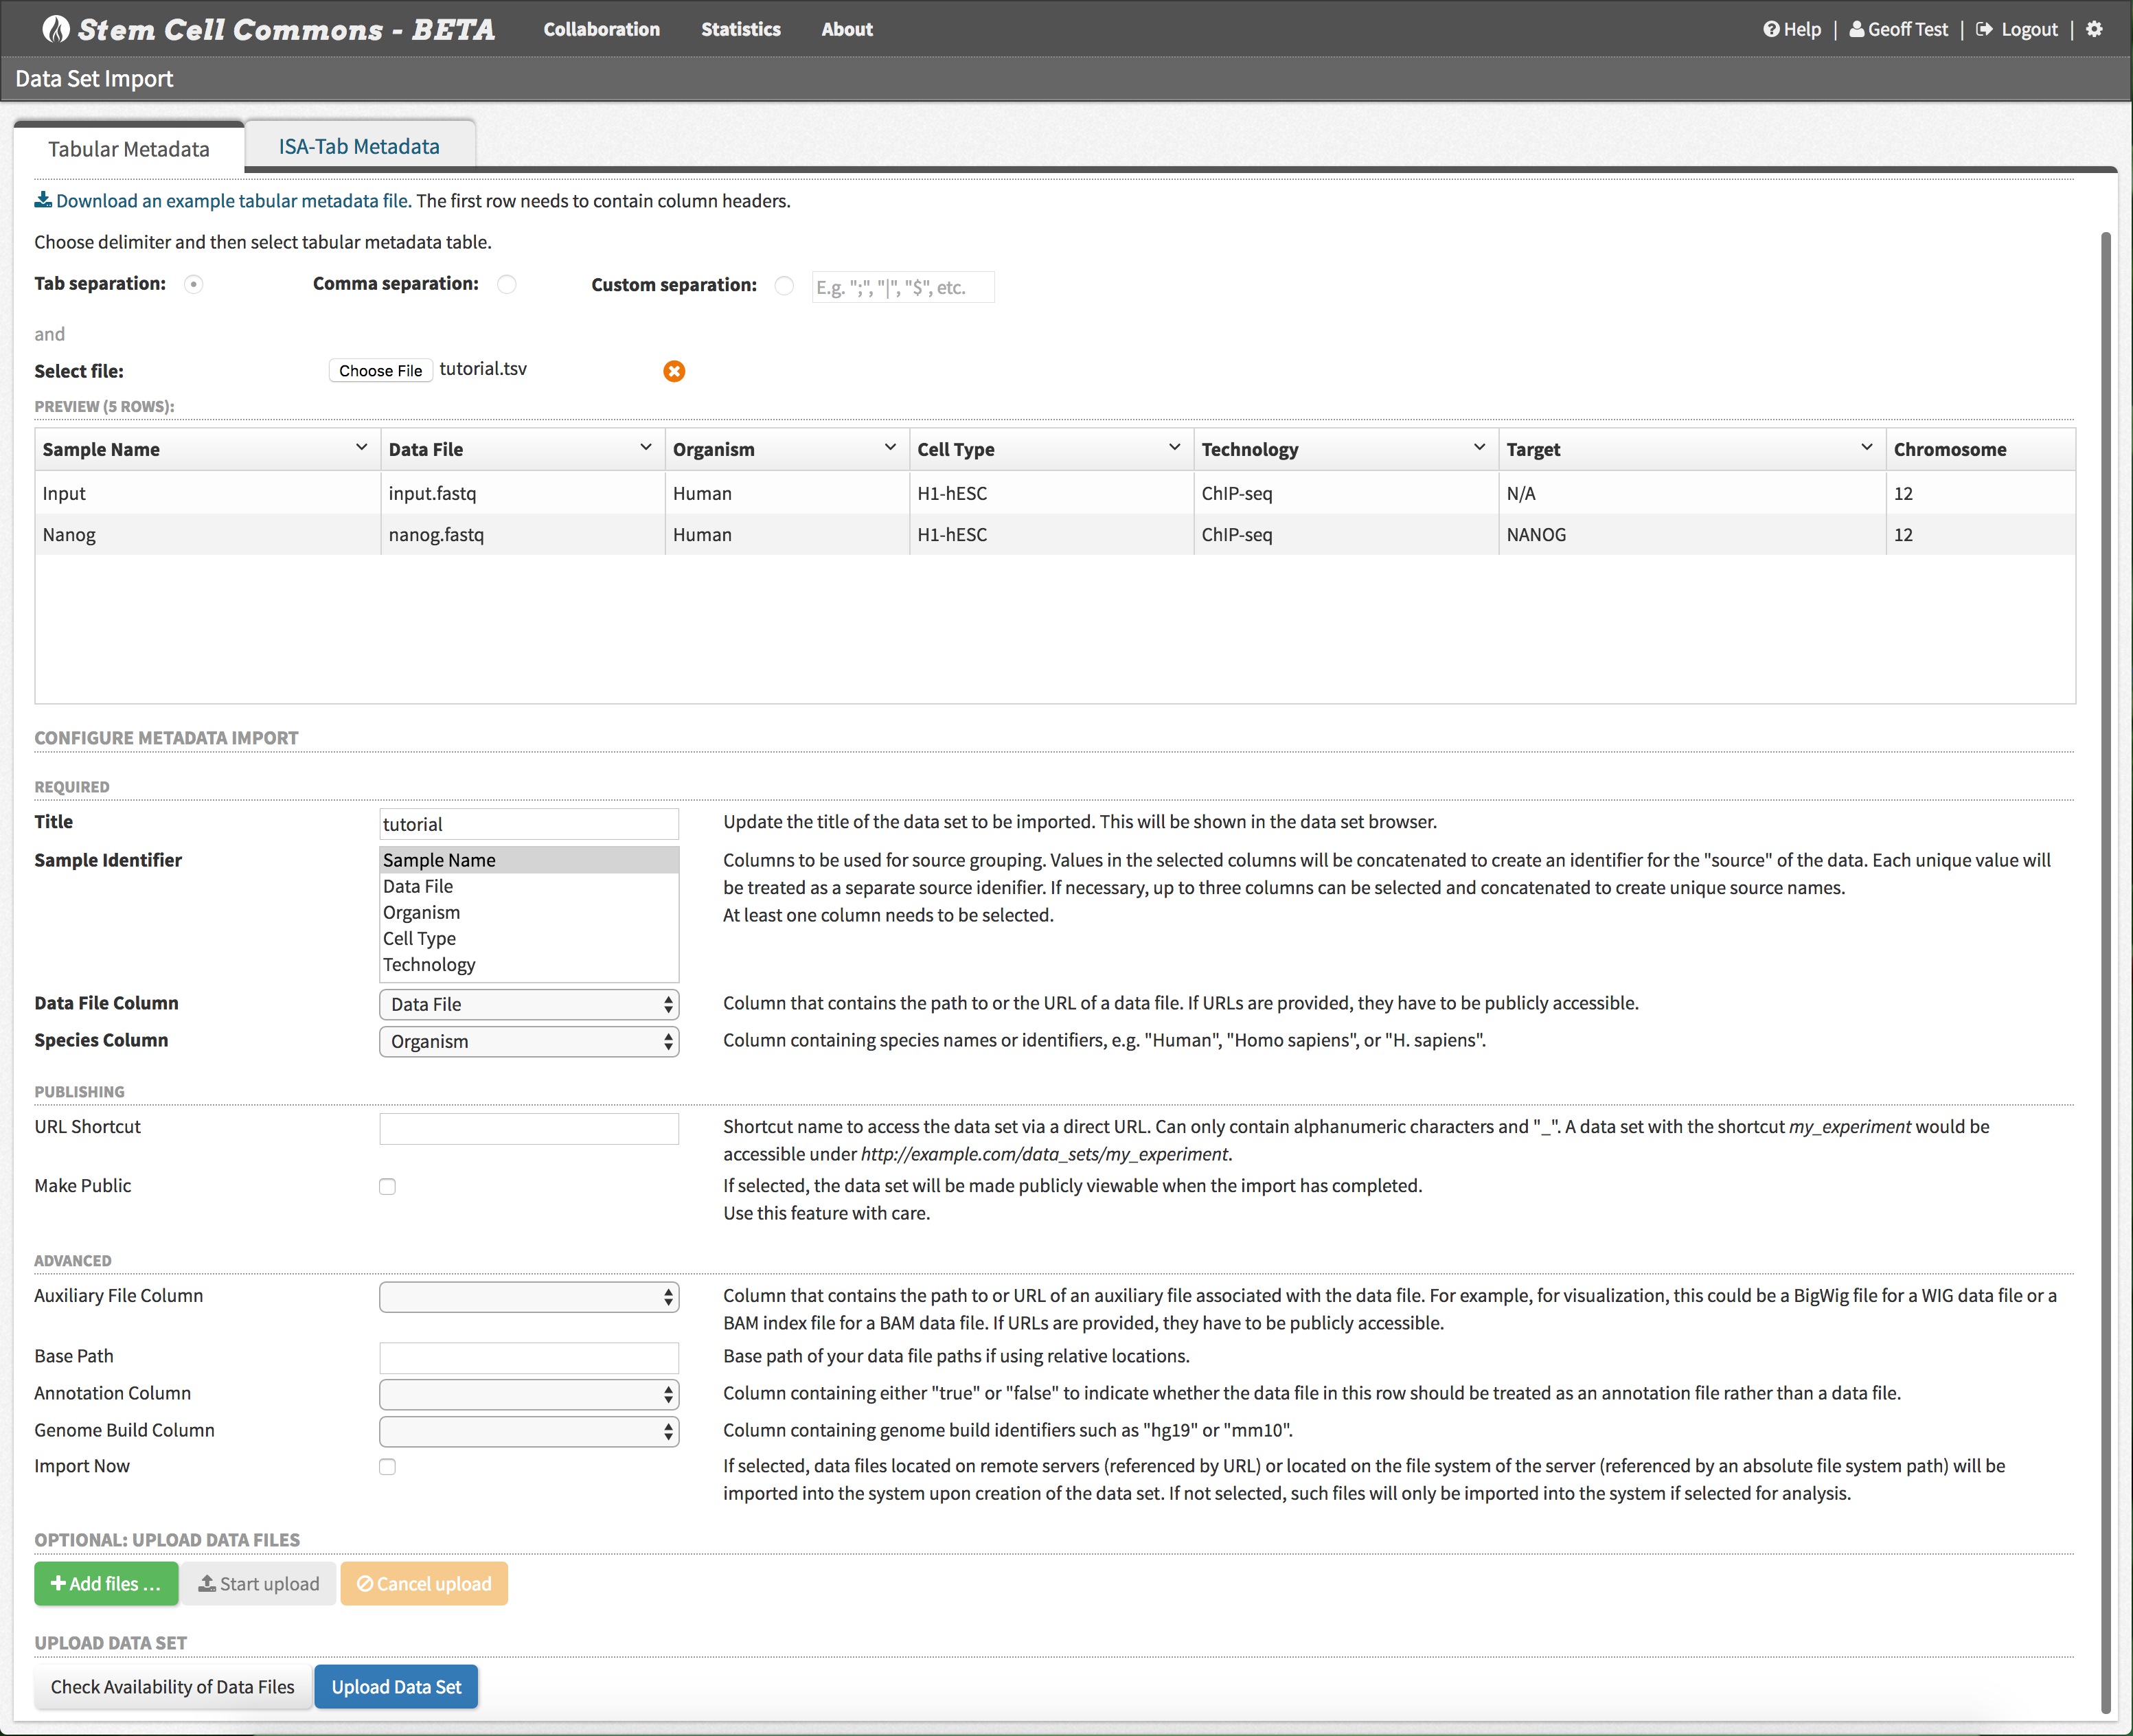 Stem Cell Commons - BETA Collaboration Statistics About Help | Geoff Test | Logout |
Data Set Import
Tabular Metadata ISA-Tab Metadata
Download an example tabular metadata file. The first row needs to contain column headers.
Choose delimiter and then select tabular metadata table.
Tab separation: Comma separation: Custom separation: E.g. ";", "|", "$", etc.
and
Select file: Choose File tutorial.tsv
PREVIEW (5 ROWS):
Sample Name Data File Organism Cell Type Technology Target Chromosome
Input input.fastq Human H1-hESC ChIP-seq N/A 12
Nanog nanog.fastq Human H1-hESC ChIP-seq NANOG 12
CONFIGURE METADATA IMPORT
REQUIRED
Title tutorial Update the title of the data set to be imported. This will be shown in the data set browser.
Sample Identifier Sample Name Columns to be used for source grouping. Values in the selected columns will be concatenated to create an identifier for the "source" of the data. Each unique value will
Data File be treated as a separate source idenifier. If necessary, up to three columns can be selected and concatenated to create unique source names.
Organism At least one column needs to be selected.
Cell Type
Technology
Data File Column Data File Column that contains the path to or the URL of a data file. If URLs are provided, they have to be publicly accessible.
Species Column Organism Column containing species names or identifiers, e.g. "Human", "Homo sapiens", or "H. sapiens".
PUBLISHING
URL Shortcut Shortcut name to access the data set via a direct URL. Can only contain alphanumeric characters and "_". A data set with the shortcut my_experiment would be
accessible under http://example.com/data_sets/my_experiment.
Make Public If selected, the data set will be made publicly viewable when the import has completed.
Use this feature with care.
ADVANCED
Auxiliary File Column Column that contains the path to or URL of an auxiliary file associated with the data file. For example, for visualization, this could be a BigWig file for a WIG data file or a
BAM index file for a BAM data file. If URLs are provided, they have to be publicly accessible.
Base Path Base path of your data file paths if using relative locations.
Annotation Column Column containing either "true" or "false" to indicate whether the data file in this row should be treated as an annotation file rather than a data file.
Genome Build Column Column containing genome build identifiers such as "hg19" or "mm10".
Import Now If selected, data files located on remote servers (referenced by URL) or located on the file system of the server (referenced by an absolute file system path) will be
imported into the system upon creation of the data set. If not selected, such files will only be imported into the system if selected for analysis.
OPTIONAL: UPLOAD DATA FILES
Add files ... Start upload Cancel upload
UPLOAD DATA SET
Check Availability of Data Files Upload Data Set